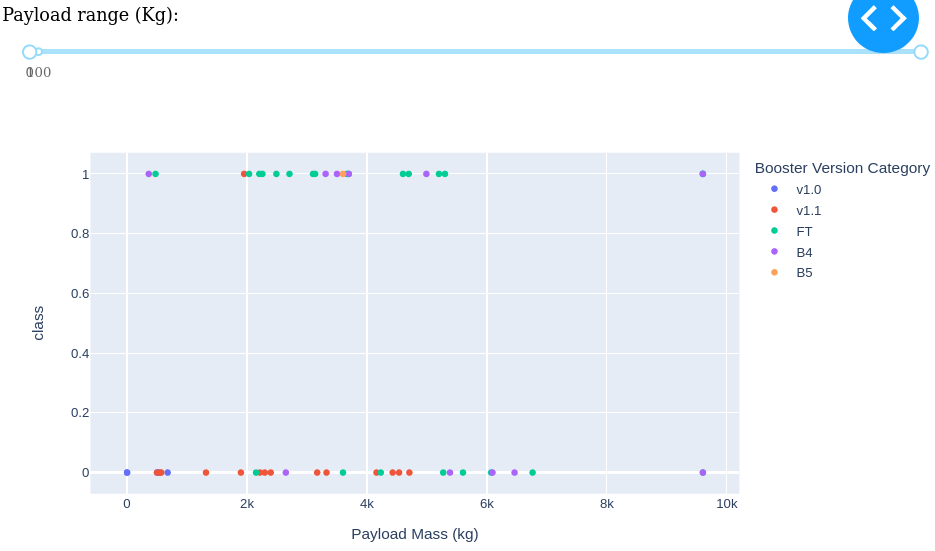 Payload range (Kg):
0 100
Booster Version Category
v1.0
v1.1
FT
B4
B5
class
1
0.8
0.6
0.4
0.2
0
0 2k 4k 6k 8k 10k
Payload Mass (kg)